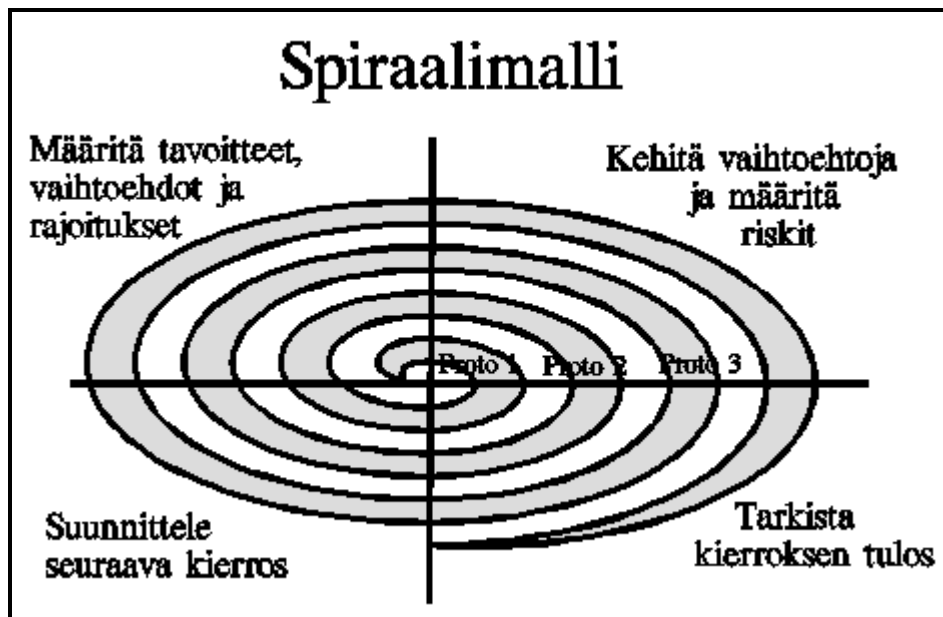 Spiraalimalli
Määritä tavoitteet,
vaihtoehdot ja
rajoitukset
Kehitä vaihtoehtoja
ja määritä
riskit
Proto 1
Proto 2
Proto 3
Suunnittele
seuraava kierros
Tarkista
kierroksen tulos